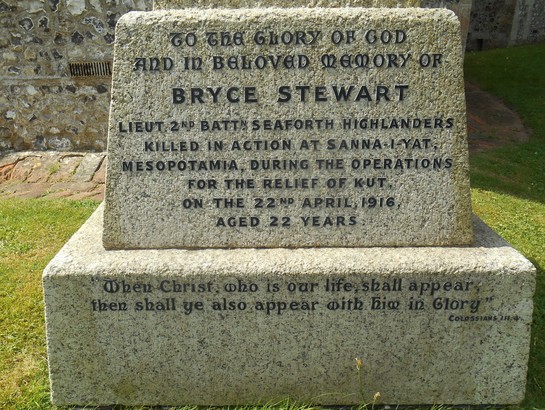 TO THE GLORY OF GOD
AND IN BELOVED MEMORY OF
BRYCE STEWART
LIEUT. 2ND BATTN SEAFORTH HIGHLANDERS
KILLED IN ACTION AT SANNA-I-YAT,
MESOPOTAMIA, DURING THE OPERATIONS
FOR THE RELIEF OF KUT,
ON THE 22ND APRIL, 1916,
AGED 22 YEARS.
"When Christ, who is our life, shall appear,
then shall ye also appear with him in Glory"
COLOSSIANS III.4